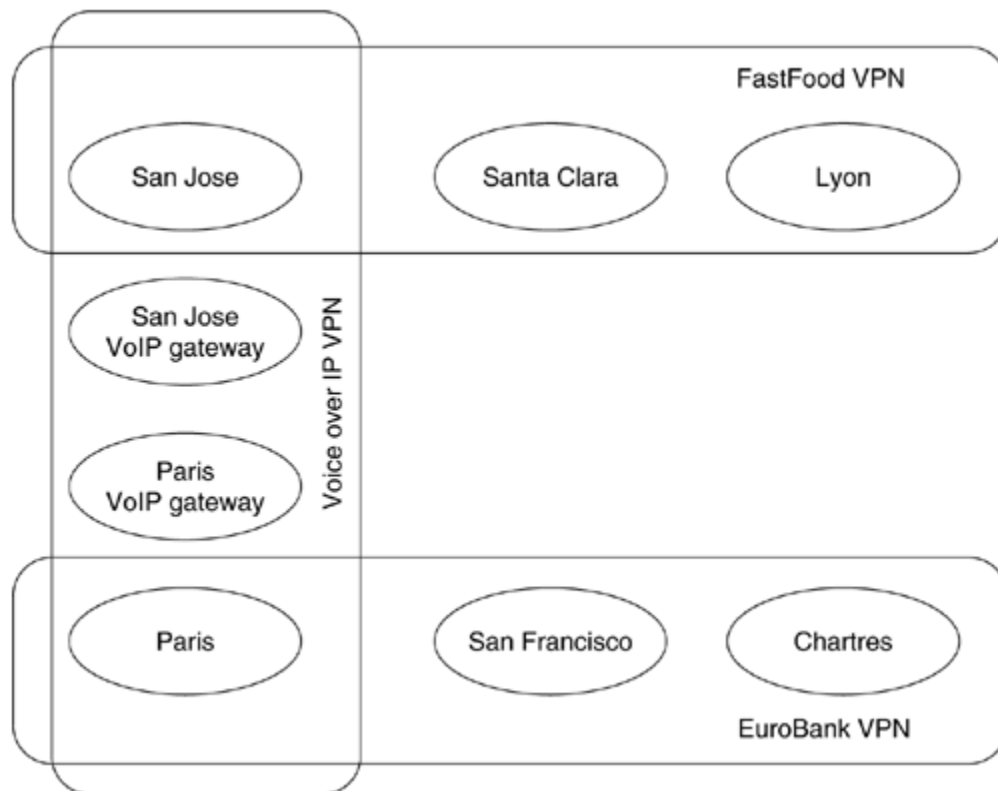 FastFood VPN
San Jose
Santa Clara
Lyon
San Jose
VoIP gateway
Voice over IP VPN
Paris
VoIP gateway
Paris
San Francisco
Chartres
EuroBank VPN